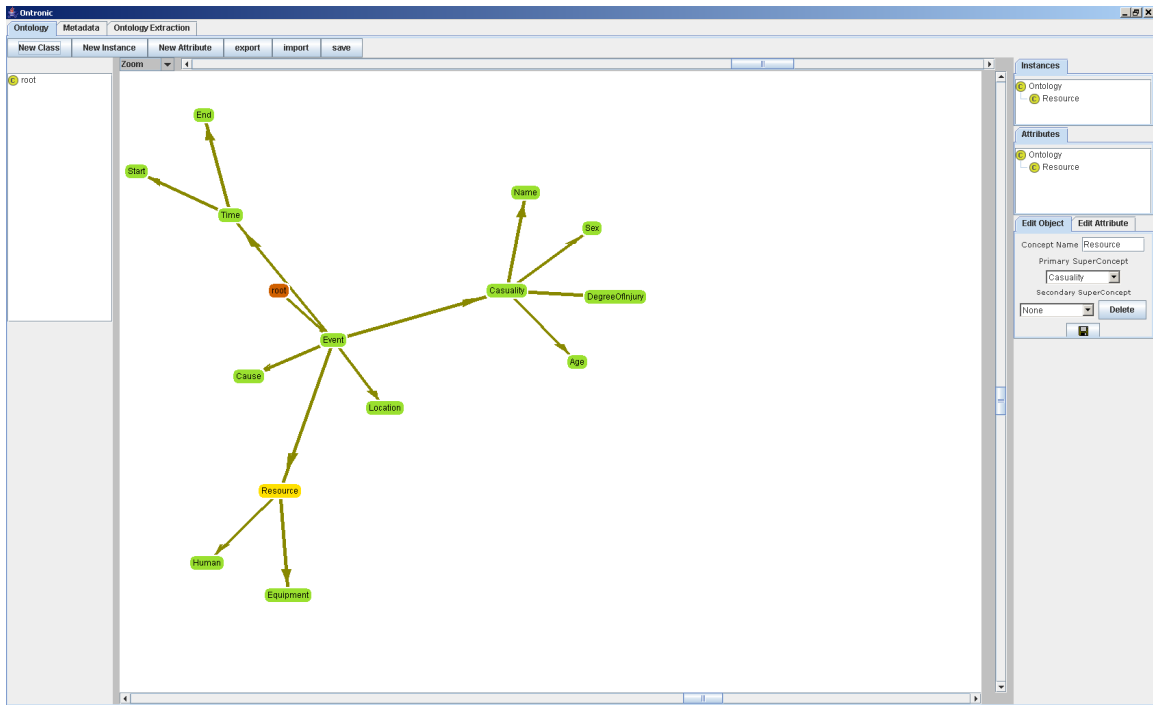 Ontronic
Ontology Metadata Ontology Extraction
New Class New Instance New Attribute export import save
Zoom
root
End
Start
Time
root
Event
Cause
Location
Resource
Human
Equipment
Name
Sex
Casuality
DegreeOfInjury
Age
Instances
Ontology
Resource
Attributes
Ontology
Resource
Edit Object Edit Attribute
Concept Name Resource
Primary SuperConcept
Casuality
Secondary SuperConcept
None Delete